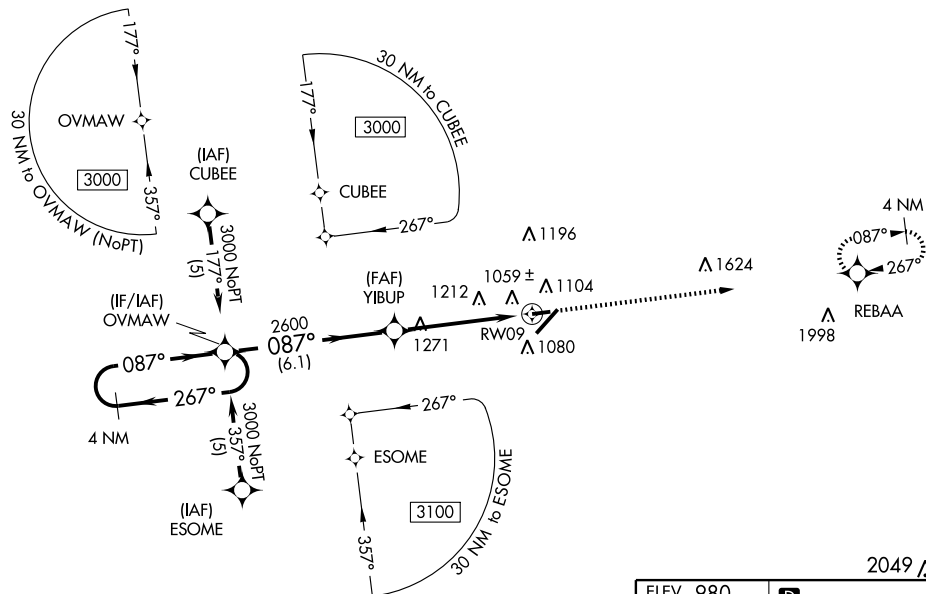 177°
OVMAW
30 NM to OVMAW (NoPT)
3000
357°
(IAF)
CUBEE
3000 NoPT
177°
(5)
177°
30 NM to CUBEE
3000
CUBEE
267°
4 NM
087°
267°
REBAA
1196
1624
1998
(IF/IAF)
OVMAW
2600
087°
(6.1)
(FAF)
YIBUP
1271
1212
1059 ±
1104
RW09
1080
087°
267°
4 NM
3000 NoPT
357°
(5)
(IAF)
ESOME
267°
ESOME
3100
357°
30 NM to ESOME
2049
ELEV 980
D